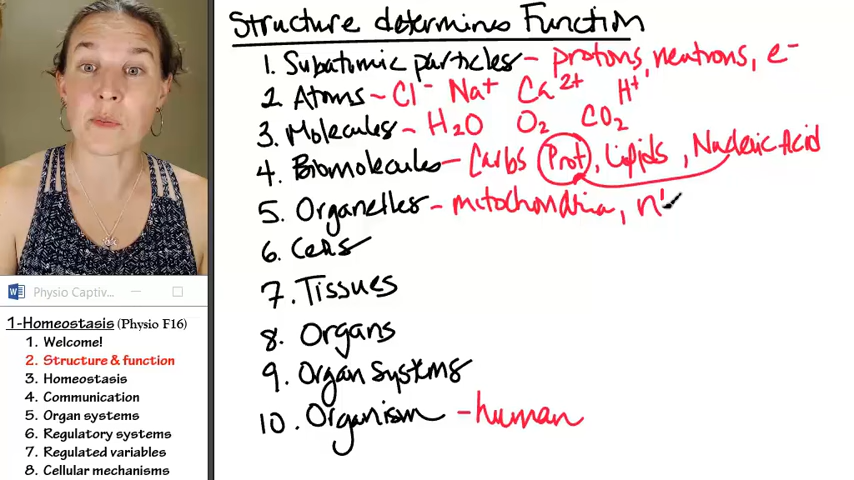 Structure determines Function
1. Subatomic particles - protons, neutrons, e-
2. Atoms ~ Cl- Na+ Ca2+ H+
3. Molecules ~ H2O O2 CO2
4. Biomolecules - Carbs Prot, Lipids, Nucleic Acid
5. Organelles - mitochondria, n'
6. Cells
7. Tissues
8. Organs
9. Organ Systems
10. Organism - human
Physio Captiv...
1-Homeostasis (Physio F16)
1. Welcome!
2. Structure & function
3. Homeostasis
4. Communication
5. Organ systems
6. Regulatory systems
7. Regulated variables
8. Cellular mechanisms